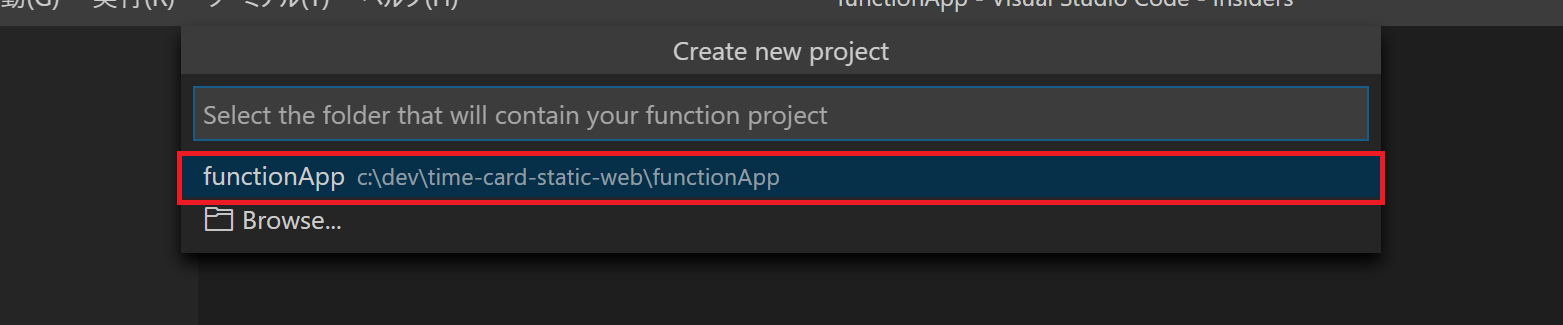 動(G) 実行(R) ターミナル(T) ヘルプ(H) functionApp - Visual Studio Code - Insiders
Create new project
Select the folder that will contain your function project
functionApp c:\dev\time-card-static-web\functionApp
Browse...